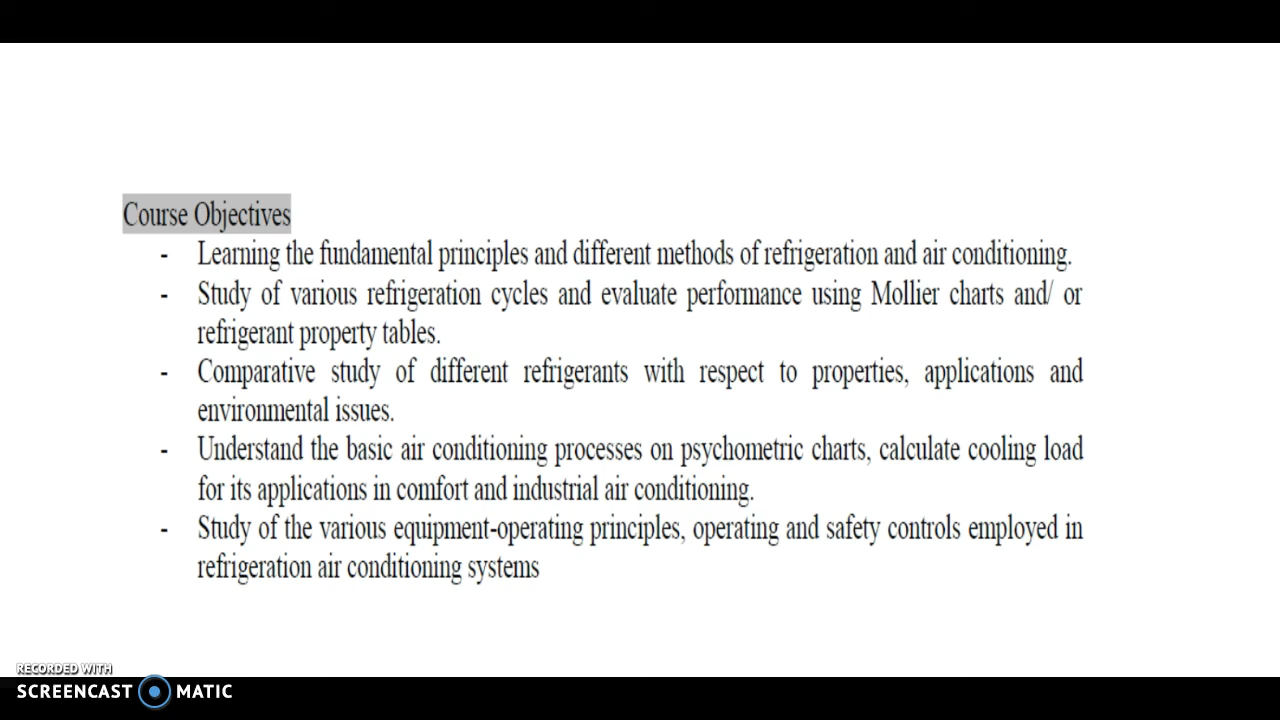 Course Objectives
- Learning the fundamental principles and different methods of refrigeration and air conditioning.
- Study of various refrigeration cycles and evaluate performance using Mollier charts and/ or
refrigerant property tables.
- Comparative study of different refrigerants with respect to properties, applications and
environmental issues.
- Understand the basic air conditioning processes on psychometric charts, calculate cooling load
for its applications in comfort and industrial air conditioning.
- Study of the various equipment-operating principles, operating and safety controls employed in
refrigeration air conditioning systems
RECORDED WITH
SCREENCAST MATIC